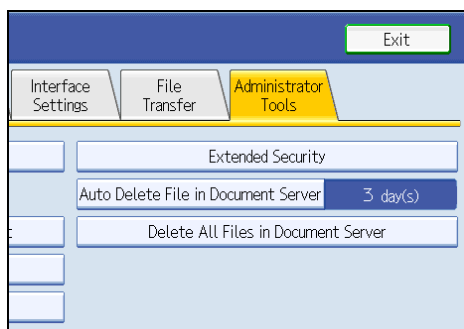 Exit
Interface
Settings
File
Transfer
Administrator
Tools
Extended Security
Auto Delete File in Document Server
3 day(s)
Delete All Files in Document Server